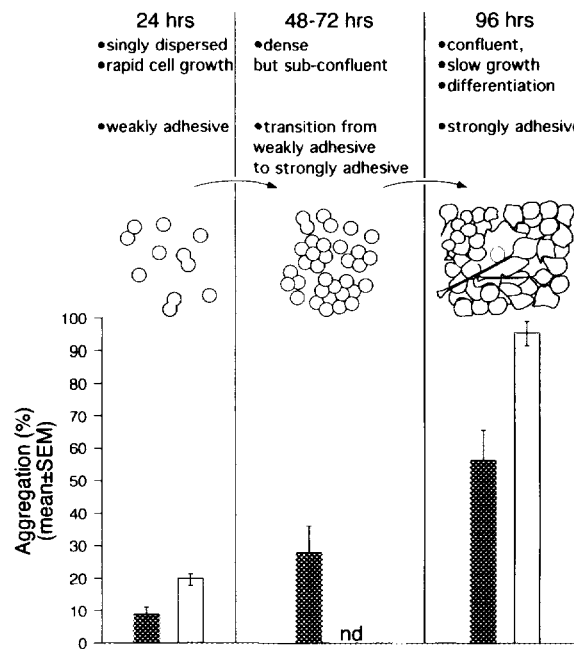 24 hrs
•singly dispersed
•rapid cell growth
•weakly adhesive
48-72 hrs
•dense
but sub-confluent
•transition from
weakly adhesive
to strongly adhesive
96 hrs
•confluent,
•slow growth
•differentiation
•strongly adhesive
Aggregation (%)
(mean±SEM)
100
90
80
70
60
50
40
30
20
10
0
nd